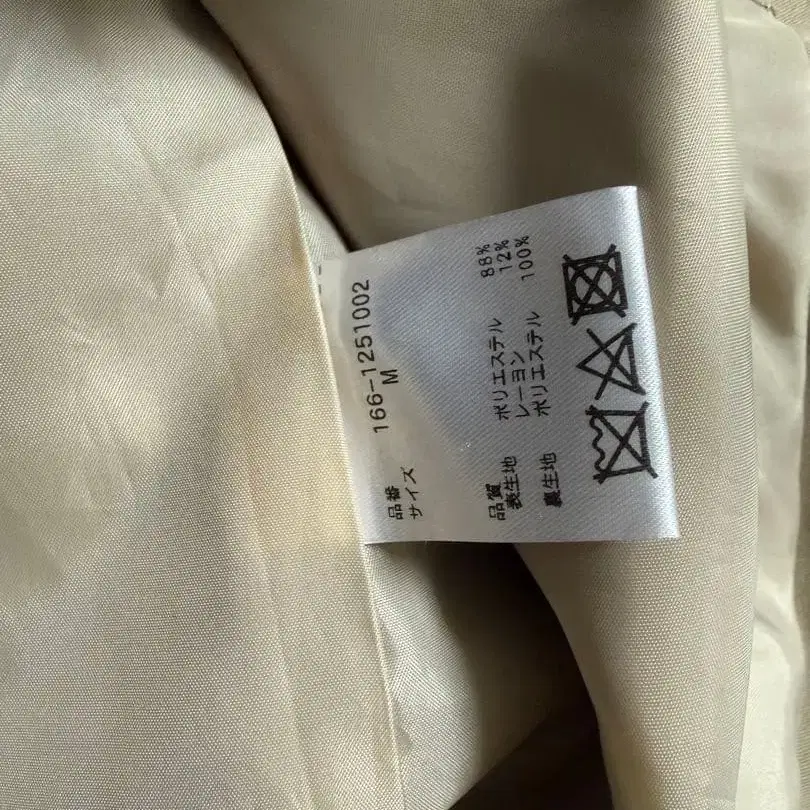 品番 166-1251002
サイズ M
品質
表生地 ポリエステル 88%
レーヨン 12%
裏生地 ポリエステル 100%